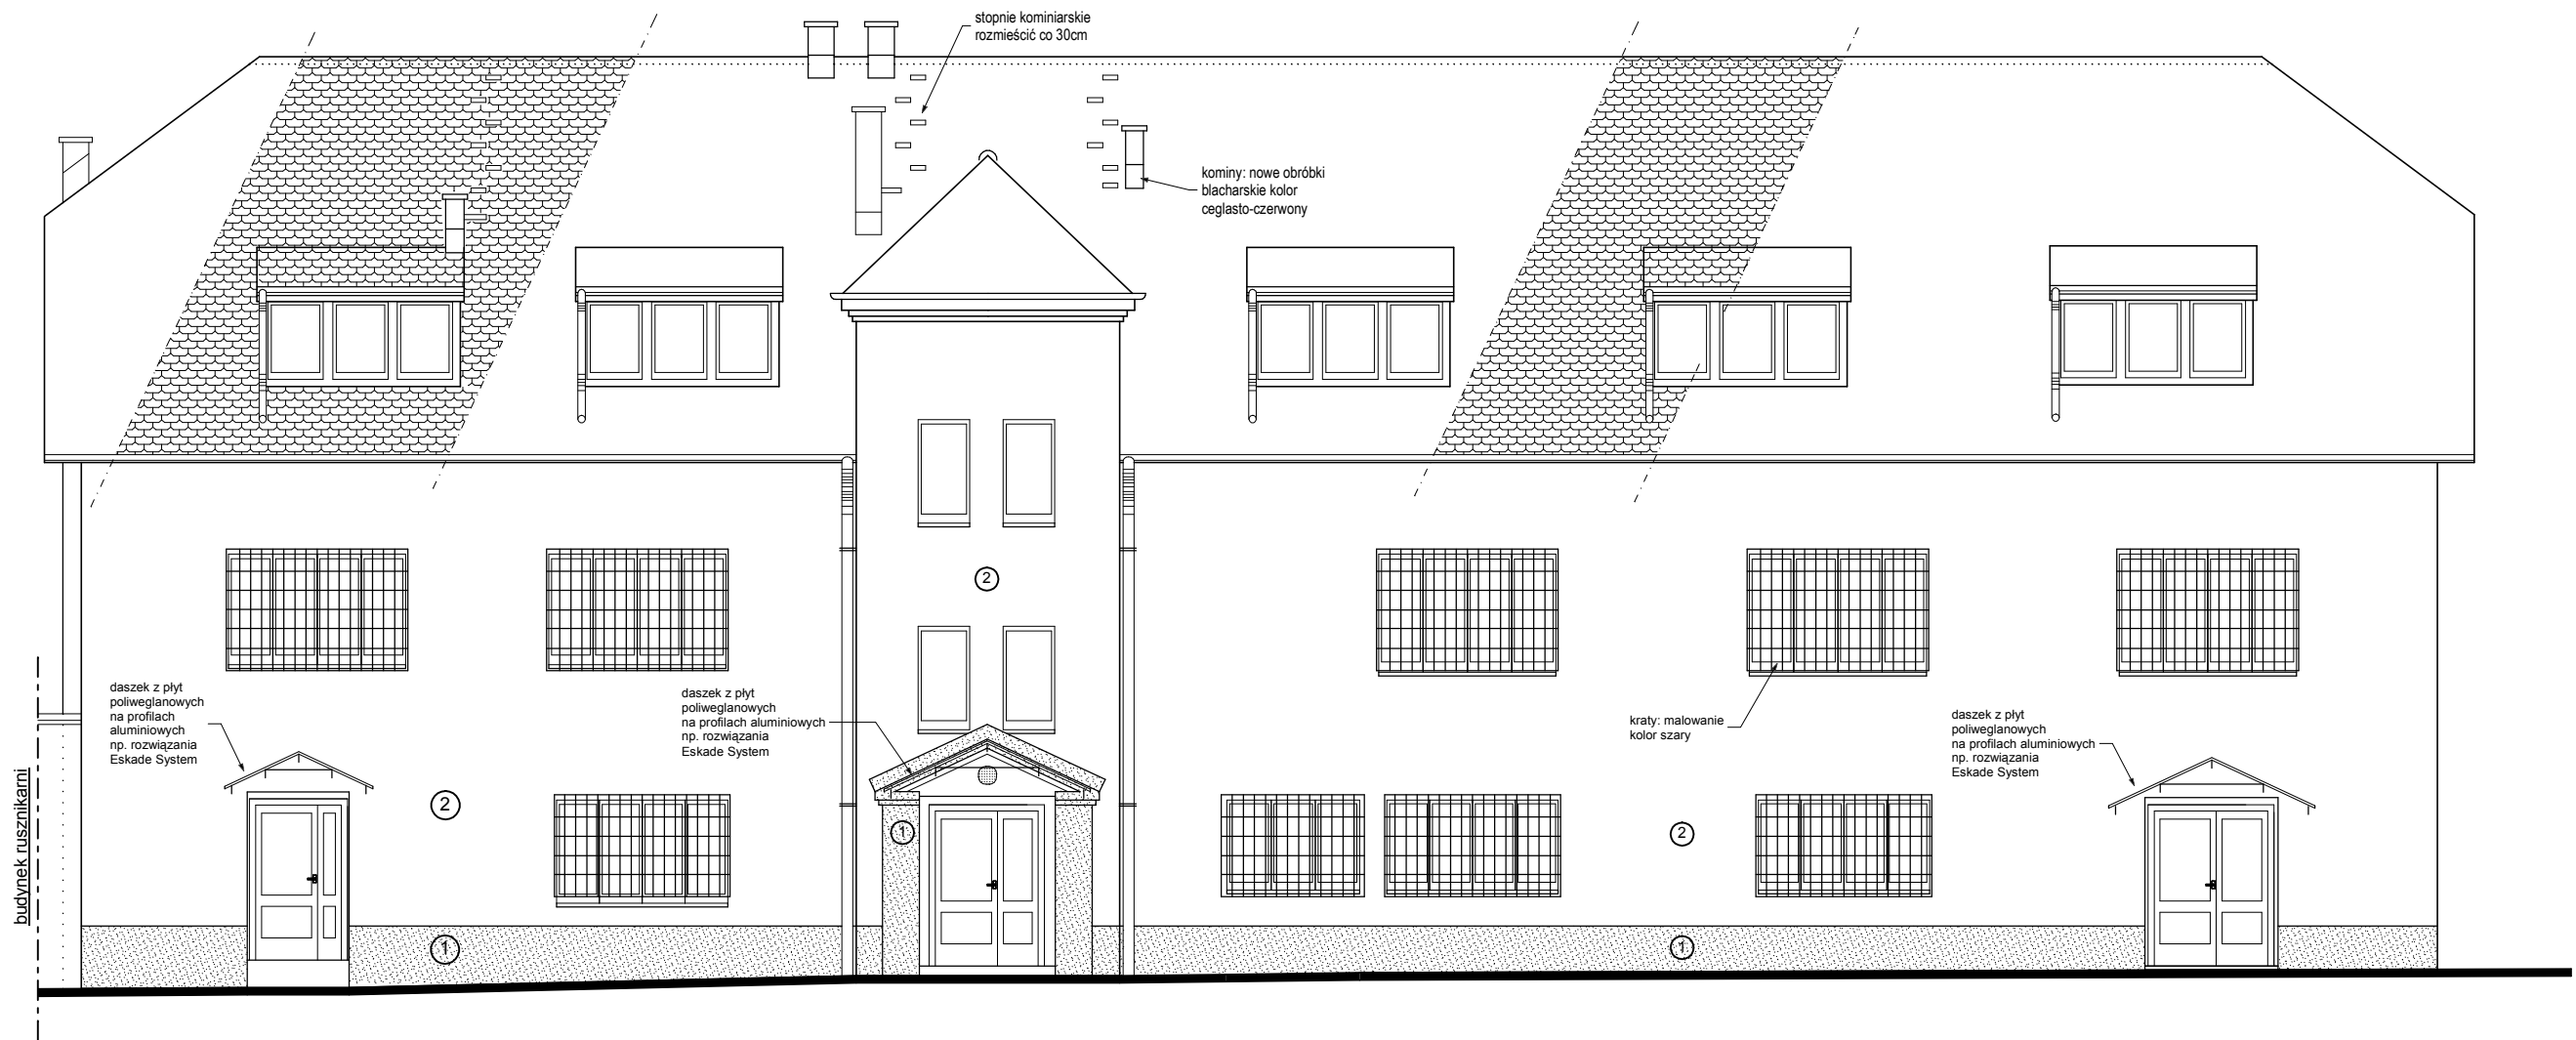 stopnie kominiarskie
rozmieścić co 30cm
kominy: nowe obróbki
blacharskie kolor
ceglasto-czerwony
2
daszek z płyt
poliweglanowych
na profilach
aluminiowych
np. rozwiązania
Eskade System
daszek z płyt
poliweglanowych
na profilach aluminiowych
np. rozwiązania
Eskade System
kraty: malowanie
kolor szary
daszek z płyt
poliweglanowych
na profilach aluminiowych
np. rozwiązania
Eskade System
budynek rusznikarni
2
1
2
1
1